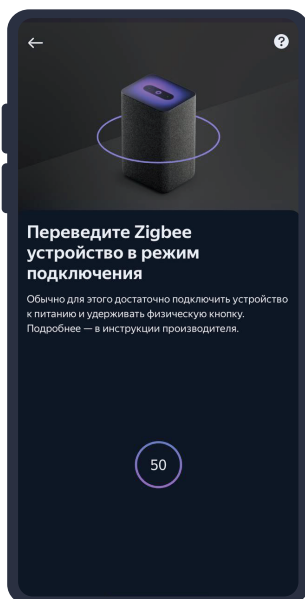 ?
Переведите Zigbee
устройство в режим
подключения
Обычно для этого достаточно подключить устройство
к питанию и удерживать физическую кнопку.
Подробнее — в инструкции производителя.
50